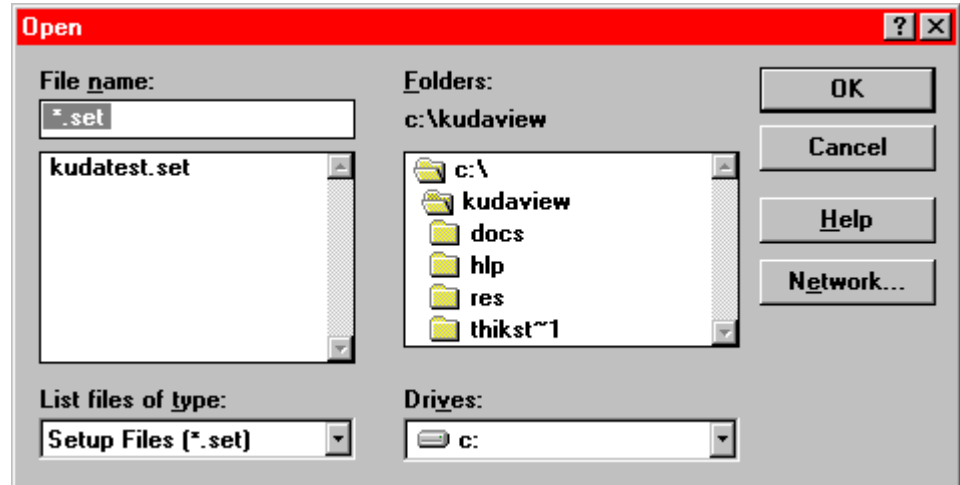 Open
File name:
*.set
kudatest.set
List files of type:
Setup Files (*.set)
Folders:
c:\kudaview
c:\
kudaview
docs
hlp
res
thikst~1
Drives:
c:
OK
Cancel
Help
Network...